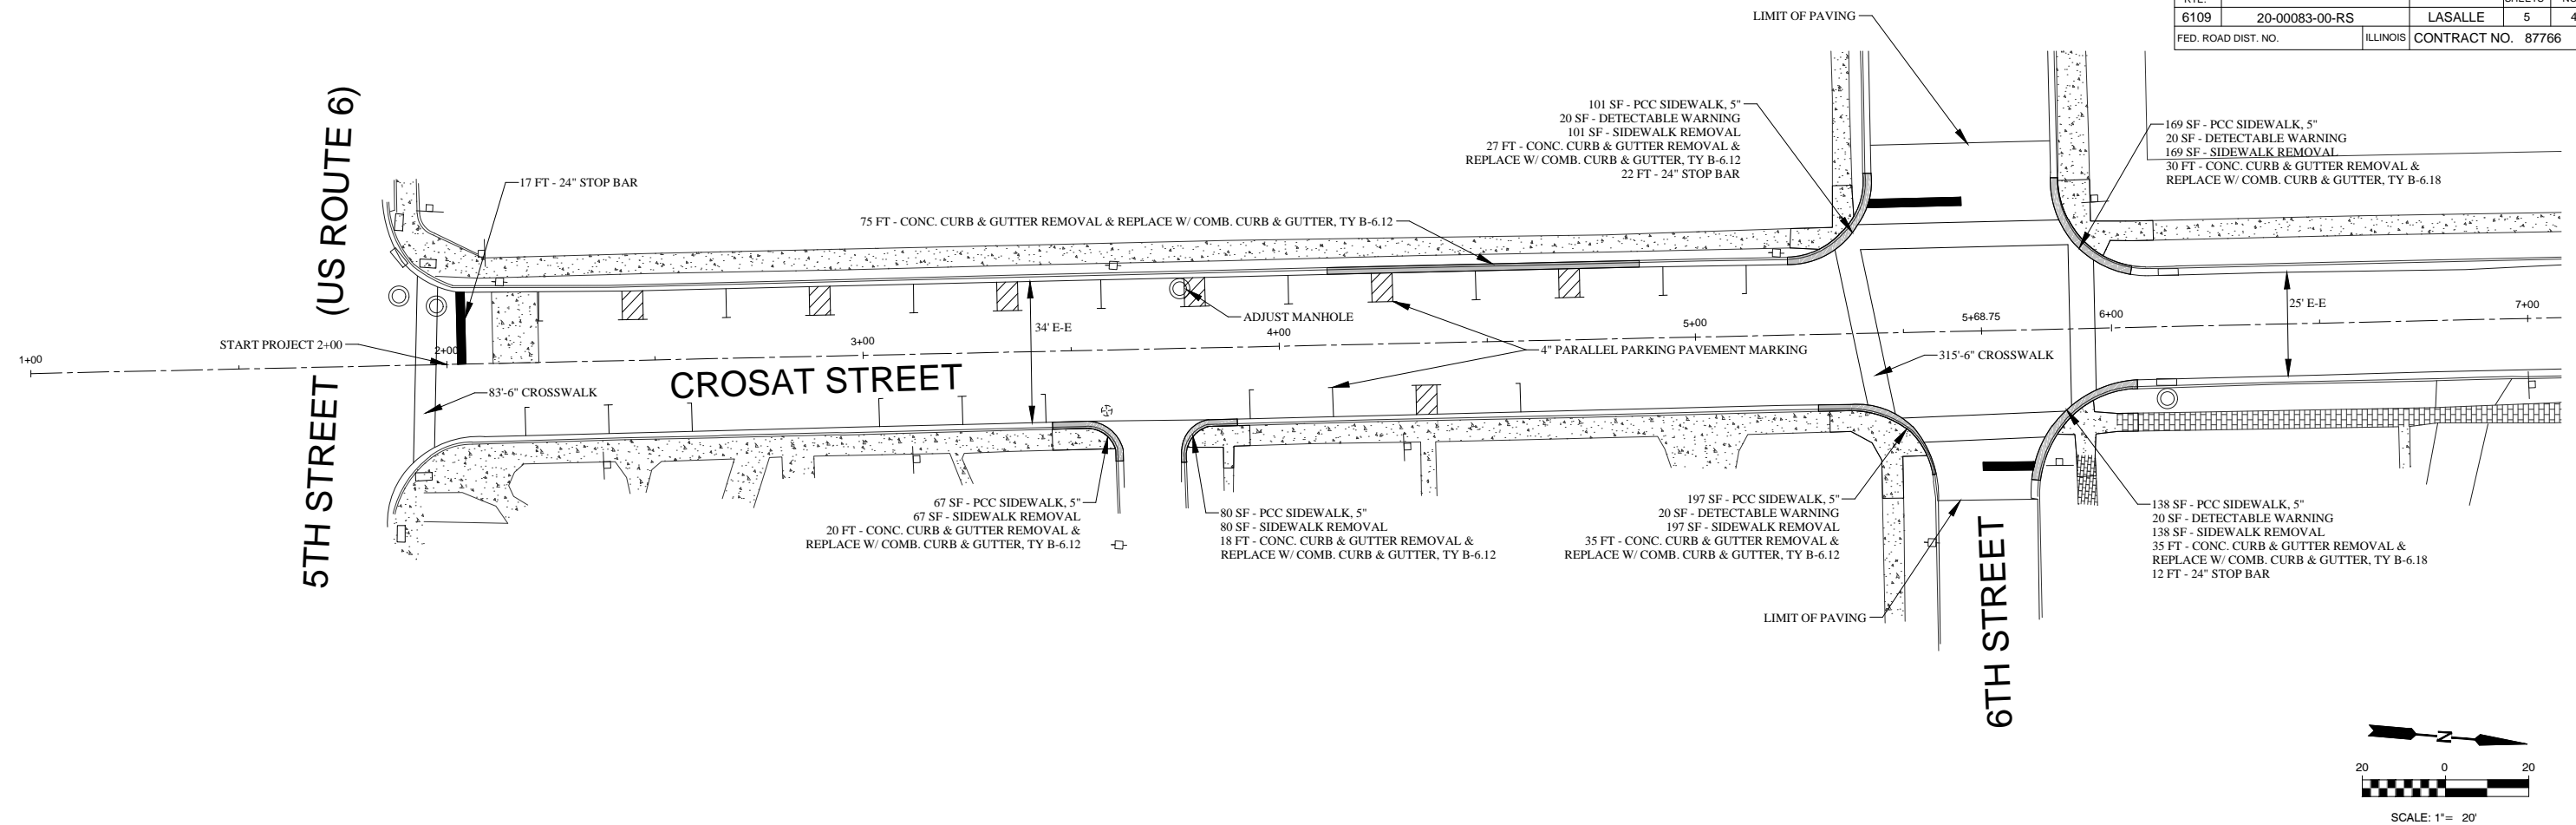 6109 20-00083-00-RS LASALLE 5 4
FED. ROAD DIST. NO. ILLINOIS CONTRACT NO. 87766
LIMIT OF PAVING
101 SF - PCC SIDEWALK, 5"
20 SF - DETECTABLE WARNING
101 SF - SIDEWALK REMOVAL
27 FT - CONC. CURB & GUTTER REMOVAL &
REPLACE W/ COMB. CURB & GUTTER, TY B-6.12
22 FT - 24" STOP BAR
169 SF - PCC SIDEWALK, 5"
20 SF - DETECTABLE WARNING
169 SF - SIDEWALK REMOVAL
30 FT - CONC. CURB & GUTTER REMOVAL &
REPLACE W/ COMB. CURB & GUTTER, TY B-6.18
17 FT - 24" STOP BAR
75 FT - CONC. CURB & GUTTER REMOVAL & REPLACE W/ COMB. CURB & GUTTER, TY B-6.12
5TH STREET (US ROUTE 6)
START PROJECT 2+00
1+00
2+00
3+00
4+00
5+00
5+68.75
6+00
7+00
34' E-E
25' E-E
ADJUST MANHOLE
4" PARALLEL PARKING PAVEMENT MARKING
315'-6" CROSSWALK
CROSAT STREET
83'-6" CROSSWALK
67 SF - PCC SIDEWALK, 5"
67 SF - SIDEWALK REMOVAL
20 FT - CONC. CURB & GUTTER REMOVAL &
REPLACE W/ COMB. CURB & GUTTER, TY B-6.12
80 SF - PCC SIDEWALK, 5"
80 SF - SIDEWALK REMOVAL
18 FT - CONC. CURB & GUTTER REMOVAL &
REPLACE W/ COMB. CURB & GUTTER, TY B-6.12
197 SF - PCC SIDEWALK, 5"
20 SF - DETECTABLE WARNING
197 SF - SIDEWALK REMOVAL
35 FT - CONC. CURB & GUTTER REMOVAL &
REPLACE W/ COMB. CURB & GUTTER, TY B-6.12
138 SF - PCC SIDEWALK, 5"
20 SF - DETECTABLE WARNING
138 SF - SIDEWALK REMOVAL
35 FT - CONC. CURB & GUTTER REMOVAL &
REPLACE W/ COMB. CURB & GUTTER, TY B-6.18
12 FT - 24" STOP BAR
LIMIT OF PAVING
6TH STREET
N
20 0 20
SCALE: 1"= 20'